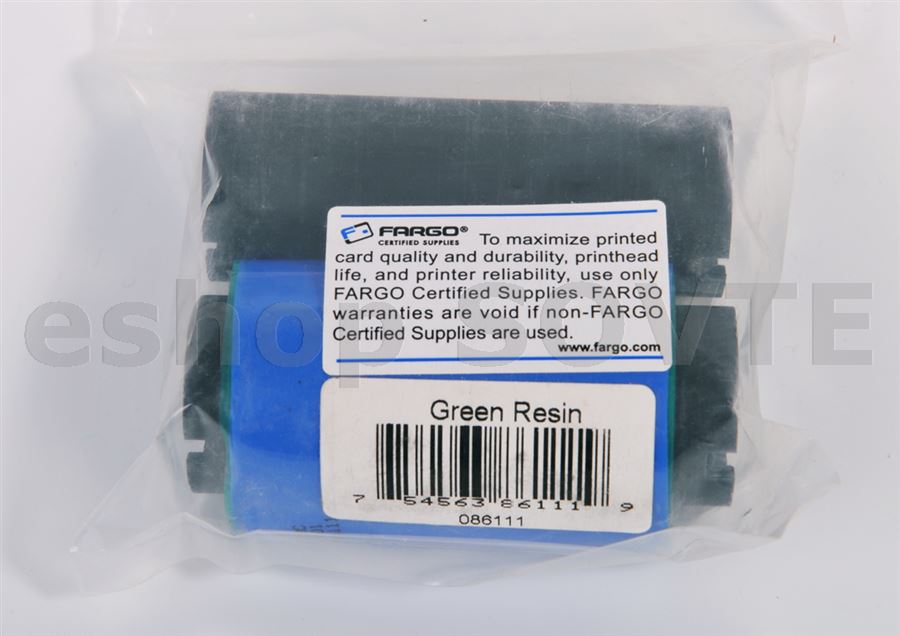 FARGO®
CERTIFIED SUPPLIES
To maximize printed
card quality and durability, printhead
life, and printer reliability, use only
FARGO Certified Supplies. FARGO
warranties are void if non-FARGO
Certified Supplies are used.
www.fargo.com
eshop SOVTE
Green Resin
7 54563 86111 9
086111